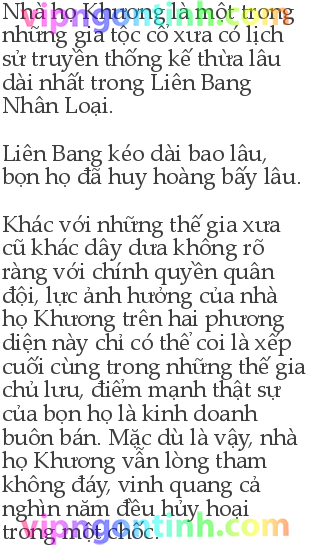 Nhà họ Khương là một trong
những gia tộc cổ xưa có lịch
sử truyền thống kế thừa lâu
dài nhất trong Liên Bang
Nhân Loại.
Liên Bang kéo dài bao lâu,
bọn họ đã huy hoàng bấy lâu.
Khác với những thế gia xưa
cũ khác dây dưa không rõ
ràng với chính quyền quân
đội, lực ảnh hưởng của nhà
họ Khương trên hai phương
diện này chỉ có thể coi là xếp
cuối cùng trong những thế gia
chủ lưu, điểm mạnh thật sự
của bọn họ là kinh doanh
buôn bán. Mặc dù là vậy, nhà
họ Khương vẫn lòng tham
không đáy, vinh quang cả
nghìn năm đều hủy hoại
trong một chốc.
vipngontinh.com
vipngontinh.com